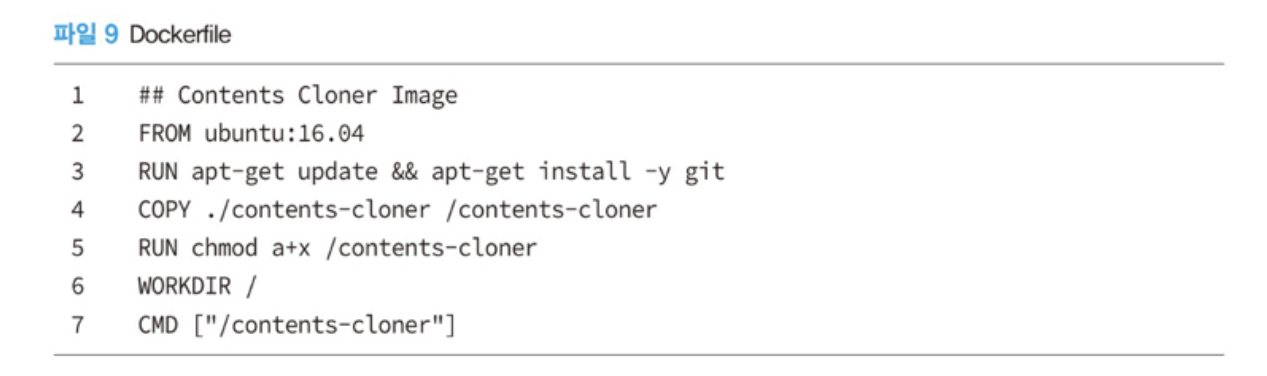 파일 9 Dockerfile
1 ## Contents Cloner Image
2 FROM ubuntu:16.04
3 RUN apt-get update && apt-get install -y git
4 COPY ./contents-cloner /contents-cloner
5 RUN chmod a+x /contents-cloner
6 WORKDIR /
7 CMD ["/contents-cloner"]